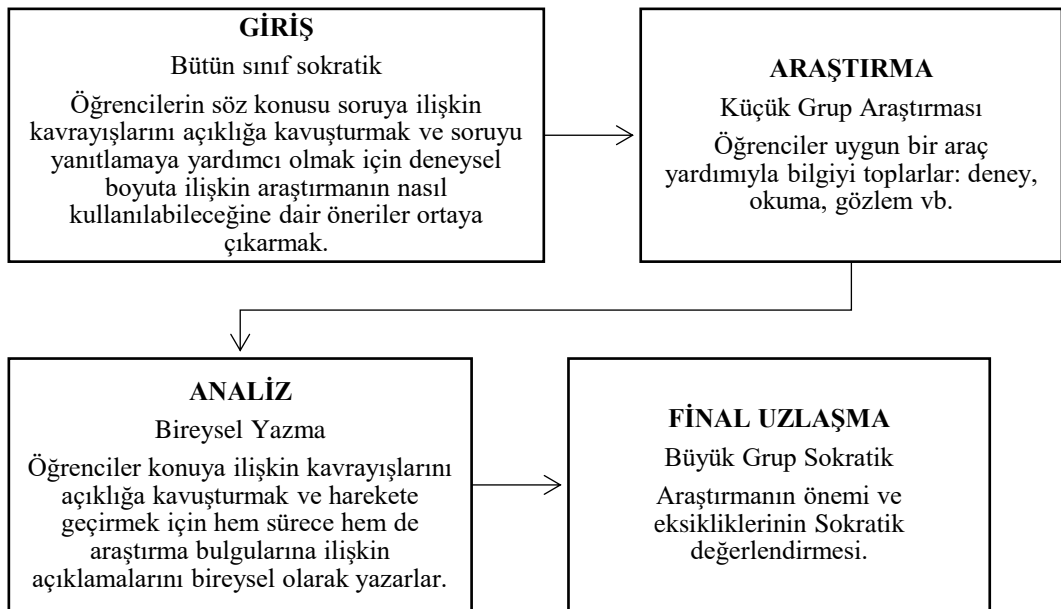 GİRİŞ
Bütün sınıf sokratik
Öğrencilerin söz konusu soruya ilişkin
kavrayışlarını açıklığa kavuşturmak ve soruyu
yanıtlamaya yardımcı olmak için deneysel
boyuta ilişkin araştırmanın nasıl
kullanılabileceğine dair öneriler ortaya
çıkarmak.
ARAŞTIRMA
Küçük Grup Araştırması
Öğrenciler uygun bir araç
yardımıyla bilgiyi toplarlar: deney,
okuma, gözlem vb.
ANALİZ
Bireysel Yazma
Öğrenciler konuya ilişkin kavrayışlarını
açıklığa kavuşturmak ve harekete
geçirmek için hem sürece hem de
araştırma bulgularına ilişkin
açıklamalarını bireysel olarak yazarlar.
FİNAL UZLAŞMA
Büyük Grup Sokratik
Araştırmanın önemi ve
eksikliklerinin Sokratik
değerlendirmesi.